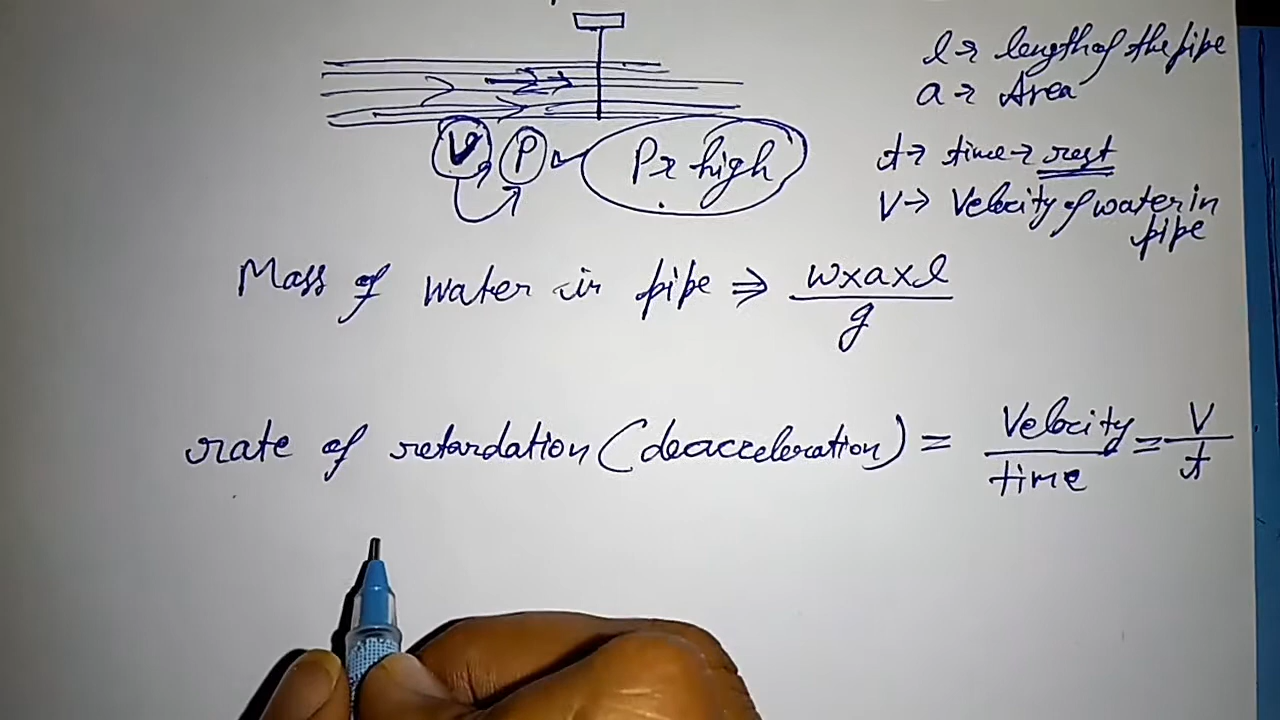 l → length of the pipe
a → Area
t → time → rest
V → Velocity of water in pipe
V P P → high
Mass of water in pipe ⇒ w×a×l / g
rate of retardation (deacceleration) = Velocity / time = V / t